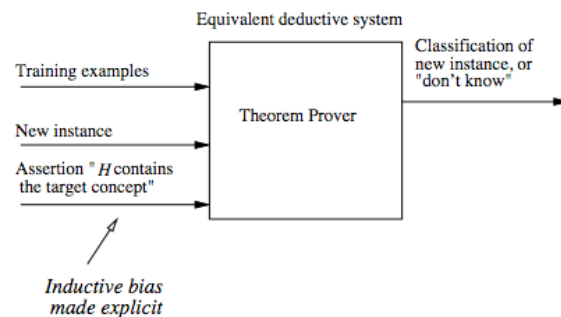 Equivalent deductive system
Classification of
new instance, or
"don't know"
Training examples
Theorem Prover
New instance
Assertion " H contains
the target concept"
Inductive bias
made explicit